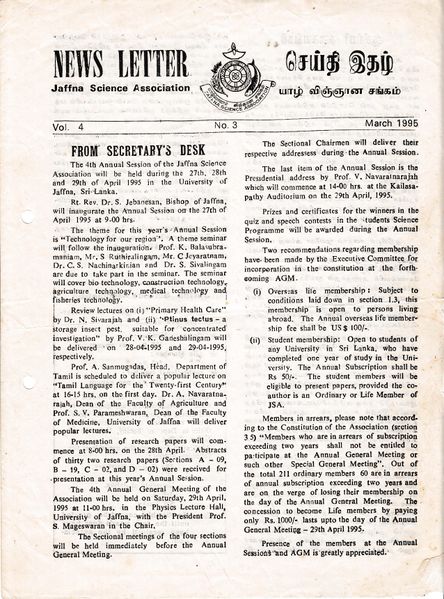 NEWS LETTER
Jaffna Science Association
செய்தி இதழ்
யாழ் விஞ்ஞான சங்கம்
Vol. 4
No. 3
March 1995
FROM SECRETARY'S DESK
The 4th Annual Session of the Jaffna Science
Association will be held during the 27th, 28th
and 29th of April 1995 in the University of
Jaffna, Sri-Lanka.
Rt. Rev. Dr. S. Jebanesan, Bishop of Jaffna,
will inaugurate the Annual Session on the 27th
of April 1995 at 9-00 hrs.
The theme for this year's Annual Session
is "Technology for our region". A theme seminar
will follow the inauguration. Prof. K. Balasubra-
maniam, Mr. S Ruthiralingam, Mr. C Jeyaratnam,
Dr. C. S. Nachinarkinian and Dr. S. Sivalingam
are due to take part in the seminar. The seminar
will cover bio technology, construction technology,
agriculture technology, medical technology and
fisheries technology.
Review lectures on (i) "Primary Health Care"
by Dr. N, Sivarajah and (ii) "Plinus tactus – a
storage insect pest, suitable for concentrated
investigation" by Prof. V. K. Ganeshalingam will
be delivered on 28-04-1995 and 29-04-1995,
respectively.
Prof, A. Sanmugdas, Head, Department of
Tamil is scheduled to deliver a popular lecture on
"Tamil Language for the Twenty-first Century"
at 16-15 hrs, on the first day. Dr. A, Navaratna-
rajah, Dean of the Faculty of Agriculture and
Prof. S. V. Parameshwaran, Dean of the Faculty
of Medicine, University of Jaffna will deliver
popular lectures.
Presentation of research papers will com-
mence at 8-00 hrs. on the 28th April. Abstracts
of thirty two research papers (Sections A – 09,
B – 19, C – 02, and D – 02) were received for
presentation at this year's Annual Session.
The 4th Annual General Meeting of the
Association will be held on Saturday, 29th April,
1995 at 11-00 hrs. in the Physics Lecture Hall,
University of Jaffna, with the President Prof
S. Mageswaran in the Chair.
The Sectional meetings of the four sections
will be held immediately before the Annual
General Meeting.
The Sectional Chairmen will deliver their
respective addressess during the Annual Session.
The last item of the Annual Session is the
Presidential address by Prof. V. Navaratnarajah
which will commence at 14-00 hrs. at the Kailasa-
pathy Auditorium on the 29th April, 1995.
Prizes and certificates for the winners in the
quiz and speech contests in the students Science
Programme will be awarded during the Annual
Session.
Two recommendations regarding membership
have been made by the Executive Committee for
incorporation in the constitution at the forth-
coming AGM.
(i) Overseas life membership: Subject to
conditions laid down in section 1.3, this
membership is open to persons living
abroad. The Annual overseas life member-
ship fee shall be US $ 100/-.
(ii) Student membership: Open to students of
any University in Sri Lanka, who have
completed one year of study in the Uni-
versity. The Annual Subscription shall be
Rs 50/-. The student members will be
eligible to present papers, provided the co-
author is an Ordinary or Life Member of
JSA.
Members in arrears, please note that accord-
ing to the Constitution of the Association (section
3.5) "Members who are in arrears of subscription
exceeding two years shall not be entitled to
participate at the Annual General Meeting or
such other Special General Meeting". Out of
the total 211 ordinary members 60 are in arrears
of annual subscription exceeding two years and
are on the verge of losing their membership on
the day of the Annual General Meeting. The
concession to become Life members by paying
only Rs. 1000/- lasts upto the day of the Annual
General Meeting – 29th April 1995.
Presence of the members at the Annual
Sessions and AGM is greatly appreciated.